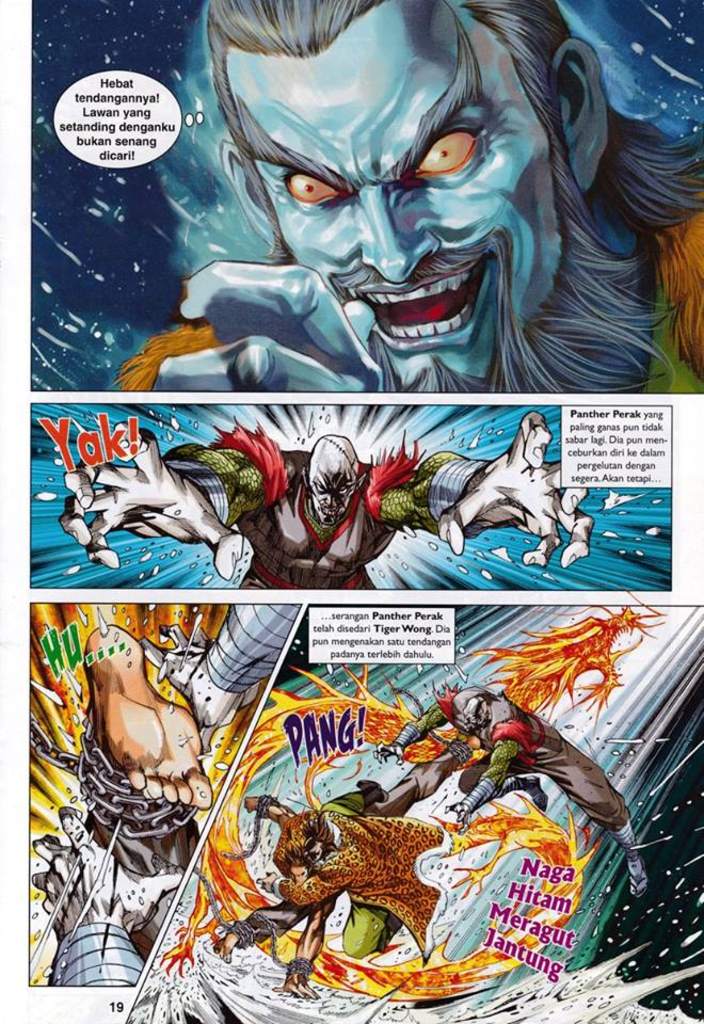 Hebat
tendangannya!
Lawan yang
setanding denganku
bukan senang
dicari!
Yak!
Panther Perak yang
paling ganas pun tidak
sabar lagi. Dia pun men-
ceburkan diri ke dalam
pergelutan dengan
segera. Akan tetapi...
HU....
...serangan Panther Perak
telah disedari Tiger Wong. Dia
pun mengenakan satu tendangan
padanya terlebih dahulu.
PANG!
Naga
Hitam
Meragut
Jantung
19